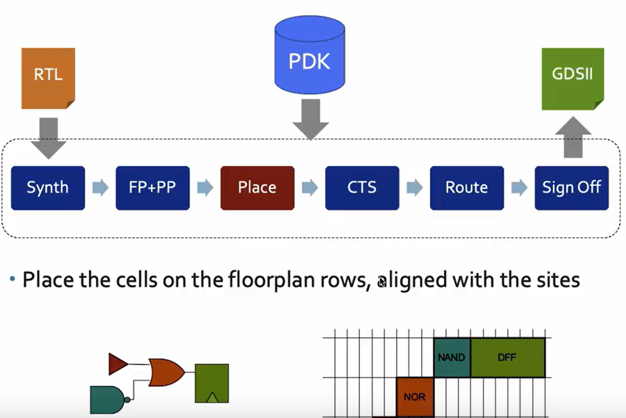 RTL
PDK
GDSII
Synth
FP+PP
Place
CTS
Route
Sign Off
• Place the cells on the floorplan rows, aligned with the sites
NAND
DFF
NOR